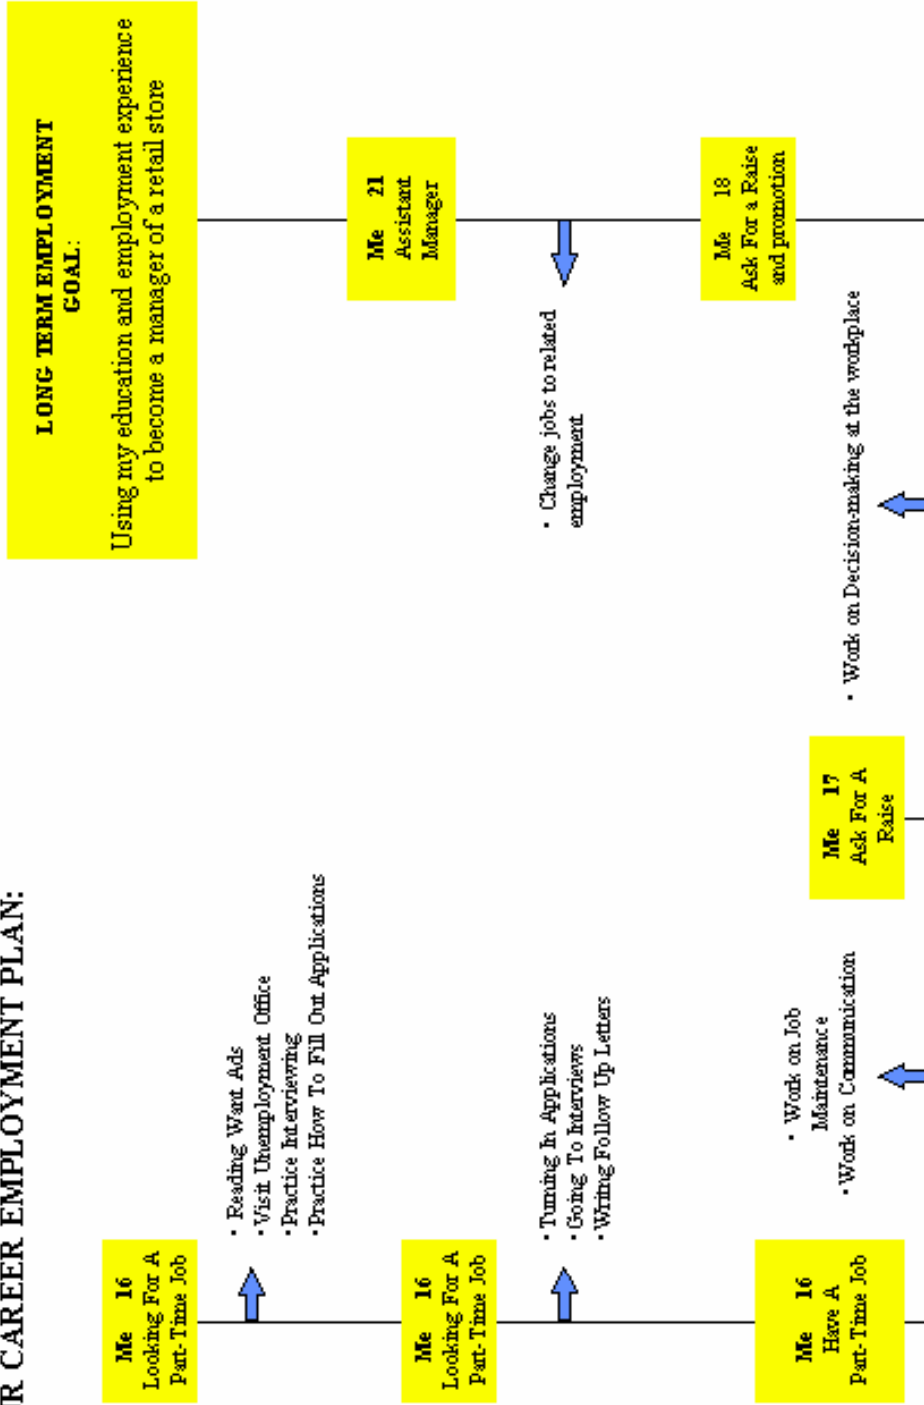 R CAREER EMPLOYMENT PLAN:
Me 16
Looking For A
Part-Time Job
• Reading Want Ads
• Visit Unemployment Office
• Practice Interviewing
• Practice How To Fill Out Applications
Me 16
Looking For A
Part-Time Job
• Turning In Applications
• Going To Interviews
• Writing Follow Up Letters
Me 16
Have A
Part-Time Job
• Work on Job
Maintenance
• Work on Communication
Me 17
Ask For A
Raise
• Work on Decision-making at the workplace
Me 18
Ask For a Raise
and promotion
• Change jobs to related
employment
Me 21
Assistant
Manager
LONG TERM EMPLOYMENT
GOAL:
Using my education and employment experience
to become a manager of a retail store